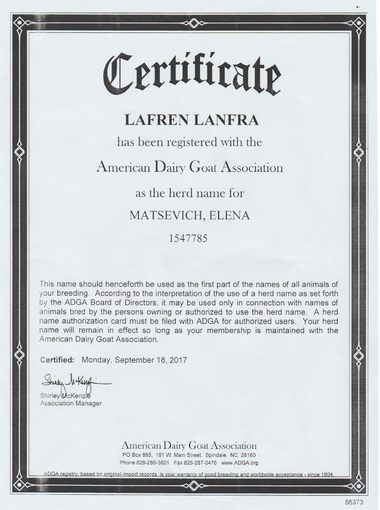 Certificate
LAFREN LANFRA
has been registered with the
American Dairy Goat Association
as the herd name for
MATSEVICH, ELENA
1547785
This name should henceforth be used as the first part of the names of all animals of
your breeding. According to the interpretation of the use of a herd name as set forth
by the ADGA Board of Directors, it may be used only in connection with names of
animals bred by the persons owning or authorized to use the herd name. A herd
name authorization card must be filed with ADGA for authorized users. Your herd
name will remain in effect so long as your membership is maintained with the
American Dairy Goat Association.
Certified: Monday, September 18, 2017
Shirley McKenzie
Shirley McKenzie
Association Manager
American Dairy Goat Association
PO Box 865, 161 W. Main Street, Spindale, NC 28160
Phone 828-286-3801 Fax 828-287-0476 www.ADGA.org
ADGA registry, based on original import records, is your warranty of good breeding and worldwide acceptance - since 1904.
56373